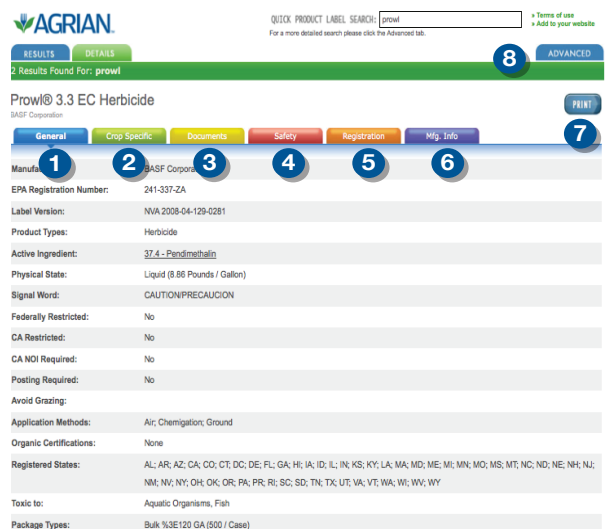 AGRIAN.
QUICK PRODUCT LABEL SEARCH: prowl
For a more detailed search please click the Advanced tab.
» Terms of use
» Add to your website
RESULTS DETAILS 8 ADVANCED
2 Results Found For: prowl
Prowl® 3.3 EC Herbicide
BASF Corporation
PRINT
7
General Crop Specific Documents Safety Registration Mfg. Info
1 2 3 4 5 6
BASF
EPA Registration Number: 241-337-ZA
Label Version: NVA 2008-04-129-0281
Product Types: Herbicide
Active Ingredient: 37.4 - Pendimethalin
Physical State: Liquid (8.86 Pounds / Gallon)
Signal Word: CAUTION/PRECAUCION
Federally Restricted: No
CA Restricted: No
CA NOI Required: No
Posting Required: No
Avoid Grazing:
Application Methods: Air; Chemigation; Ground
Organic Certifications: None
Registered States: AL; AR; AZ; CA; CO; CT; DC; DE; FL; GA; HI; IA; ID; IL; IN; KS; KY; LA; MA; MD; ME; MI; MN; MO; MS; MT; NC; ND; NE; NH; NJ;
NM; NV; NY; OH; OK; OR; PA; PR; RI; SC; SD; TN; TX; UT; VA; VT; WA; WI; WV; WY
Toxic to: Aquatic Organisms, Fish
Package Types: Bulk %3E120 GA (500 / Case)